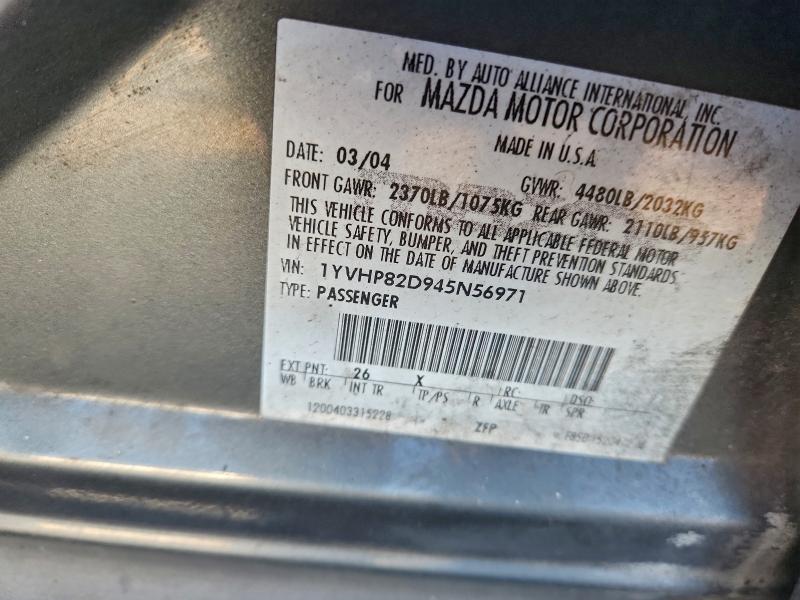 MFD. BY AUTO ALLIANCE INTERNATIONAL, INC.
FOR MAZDA MOTOR CORPORATION
MADE IN U.S.A.
DATE: 03/04 GVWR: 4480LB/2032KG
FRONT GAWR: 2370LB/1075KG REAR GAWR: 2110LB/957KG
THIS VEHICLE CONFORMS TO ALL APPLICABLE FEDERAL MOTOR
VEHICLE SAFETY, BUMPER, AND THEFT PREVENTION STANDARDS
IN EFFECT ON THE DATE OF MANUFACTURE SHOWN ABOVE.
VIN: 1YVHP82D945N56971
TYPE: PASSENGER
EXT PNT: 26 X RC: DSO:
WB BRK INT TR TP/PS R AXLE TR SPR
1200403315228 ZFP